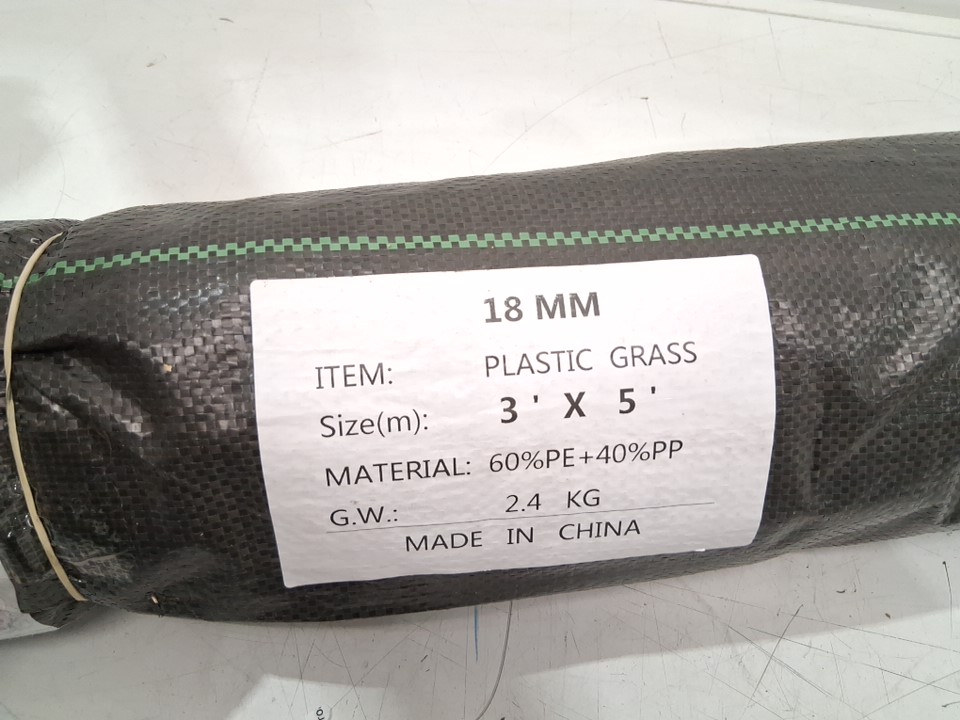 18 MM
ITEM: PLASTIC GRASS
Size(m): 3 ' X 5 '
MATERIAL: 60%PE+40%PP
G.W.: 2.4 KG
MADE IN CHINA